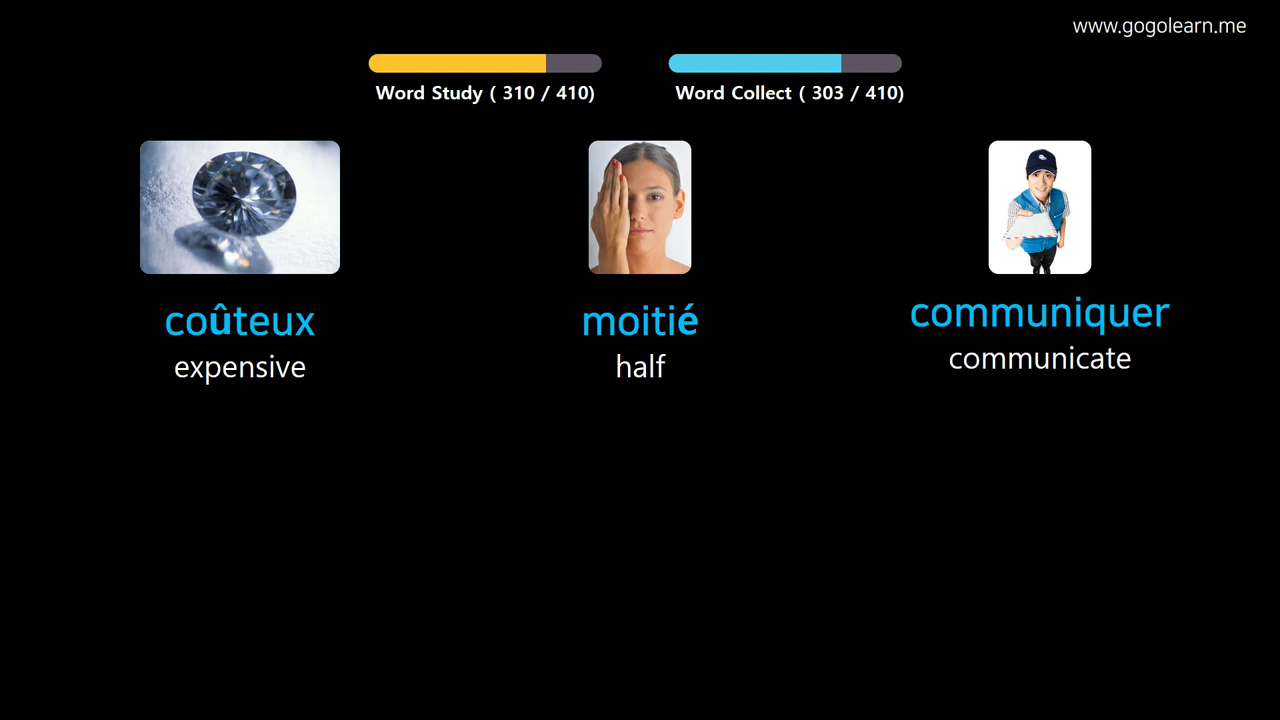 www.gogolearn.me
Word Study ( 310 / 410)
Word Collect ( 303 / 410)
coûteux
expensive
moitié
half
communiquer
communicate